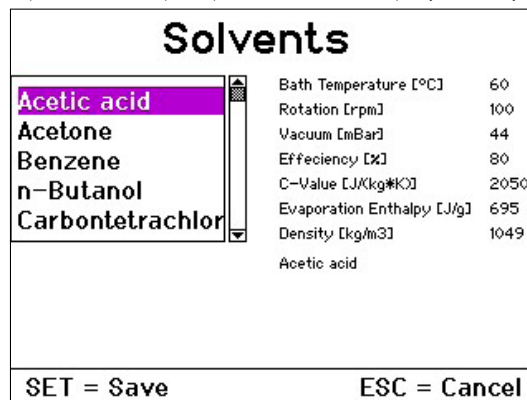 Solvents
Acetic acid
Acetone
Benzene
n-Butanol
Carbontetrachlor
Bath Temperature [°C] 60
Rotation [rpm] 100
Vacuum [mBar] 44
Effeciency [%] 80
C-Value [J/(kg*K)] 2050
Evaporation Enthalpy [J/g] 695
Density [kg/m3] 1049
Acetic acid
SET = Save ESC = Cancel